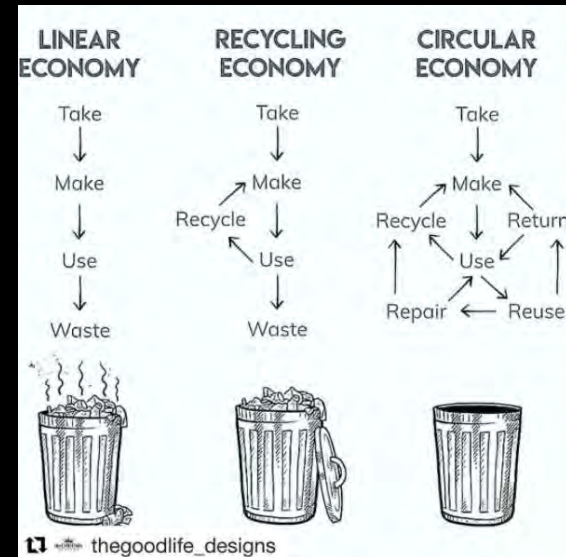 LINEAR
ECONOMY
Take
Make
Use
Waste
RECYCLING
ECONOMY
Take
Make
Recycle
Use
Waste
CIRCULAR
ECONOMY
Take
Make
Recycle Return
Use
Repair Reuse
thegoodlife_designs